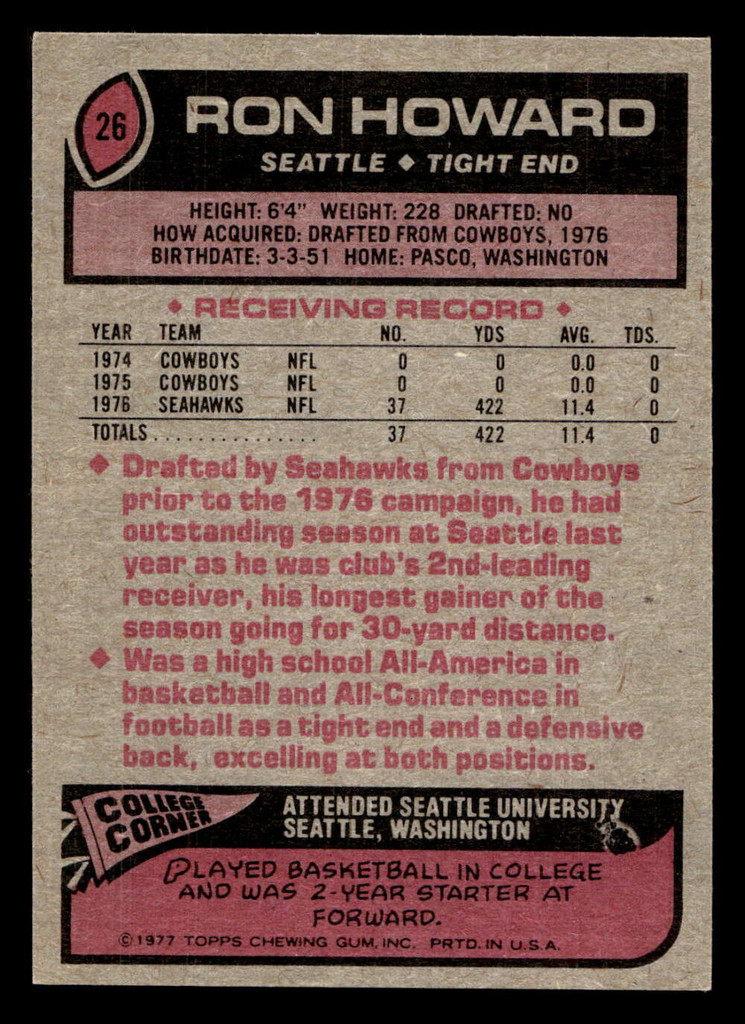 26
RON HOWARD
SEATTLE ◆ TIGHT END
HEIGHT: 6'4" WEIGHT: 228 DRAFTED: NO
HOW ACQUIRED: DRAFTED FROM COWBOYS, 1976
BIRTHDATE: 3-3-51 HOME: PASCO, WASHINGTON
◆ RECEIVING RECORD ◆
YEAR TEAM NO. YDS AVG. TDS.
1974 COWBOYS NFL 0 0 0.0 0
1975 COWBOYS NFL 0 0 0.0 0
1976 SEAHAWKS NFL 37 422 11.4 0
TOTALS................ 37 422 11.4 0
◆ Drafted by Seahawks from Cowboys
prior to the 1976 campaign, he had
outstanding season at Seattle last
year as he was club's 2nd-leading
receiver, his longest gainer of the
season going for 30-yard distance.
◆ Was a high school All-America in
basketball and All-Conference in
football as a tight end and a defensive
back, excelling at both positions.
COLLEGE
CORNER
ATTENDED SEATTLE UNIVERSITY
SEATTLE, WASHINGTON
PLAYED BASKETBALL IN COLLEGE
AND WAS 2-YEAR STARTER AT
FORWARD.
©1977 TOPPS CHEWING GUM, INC. PRTD. IN U.S.A.